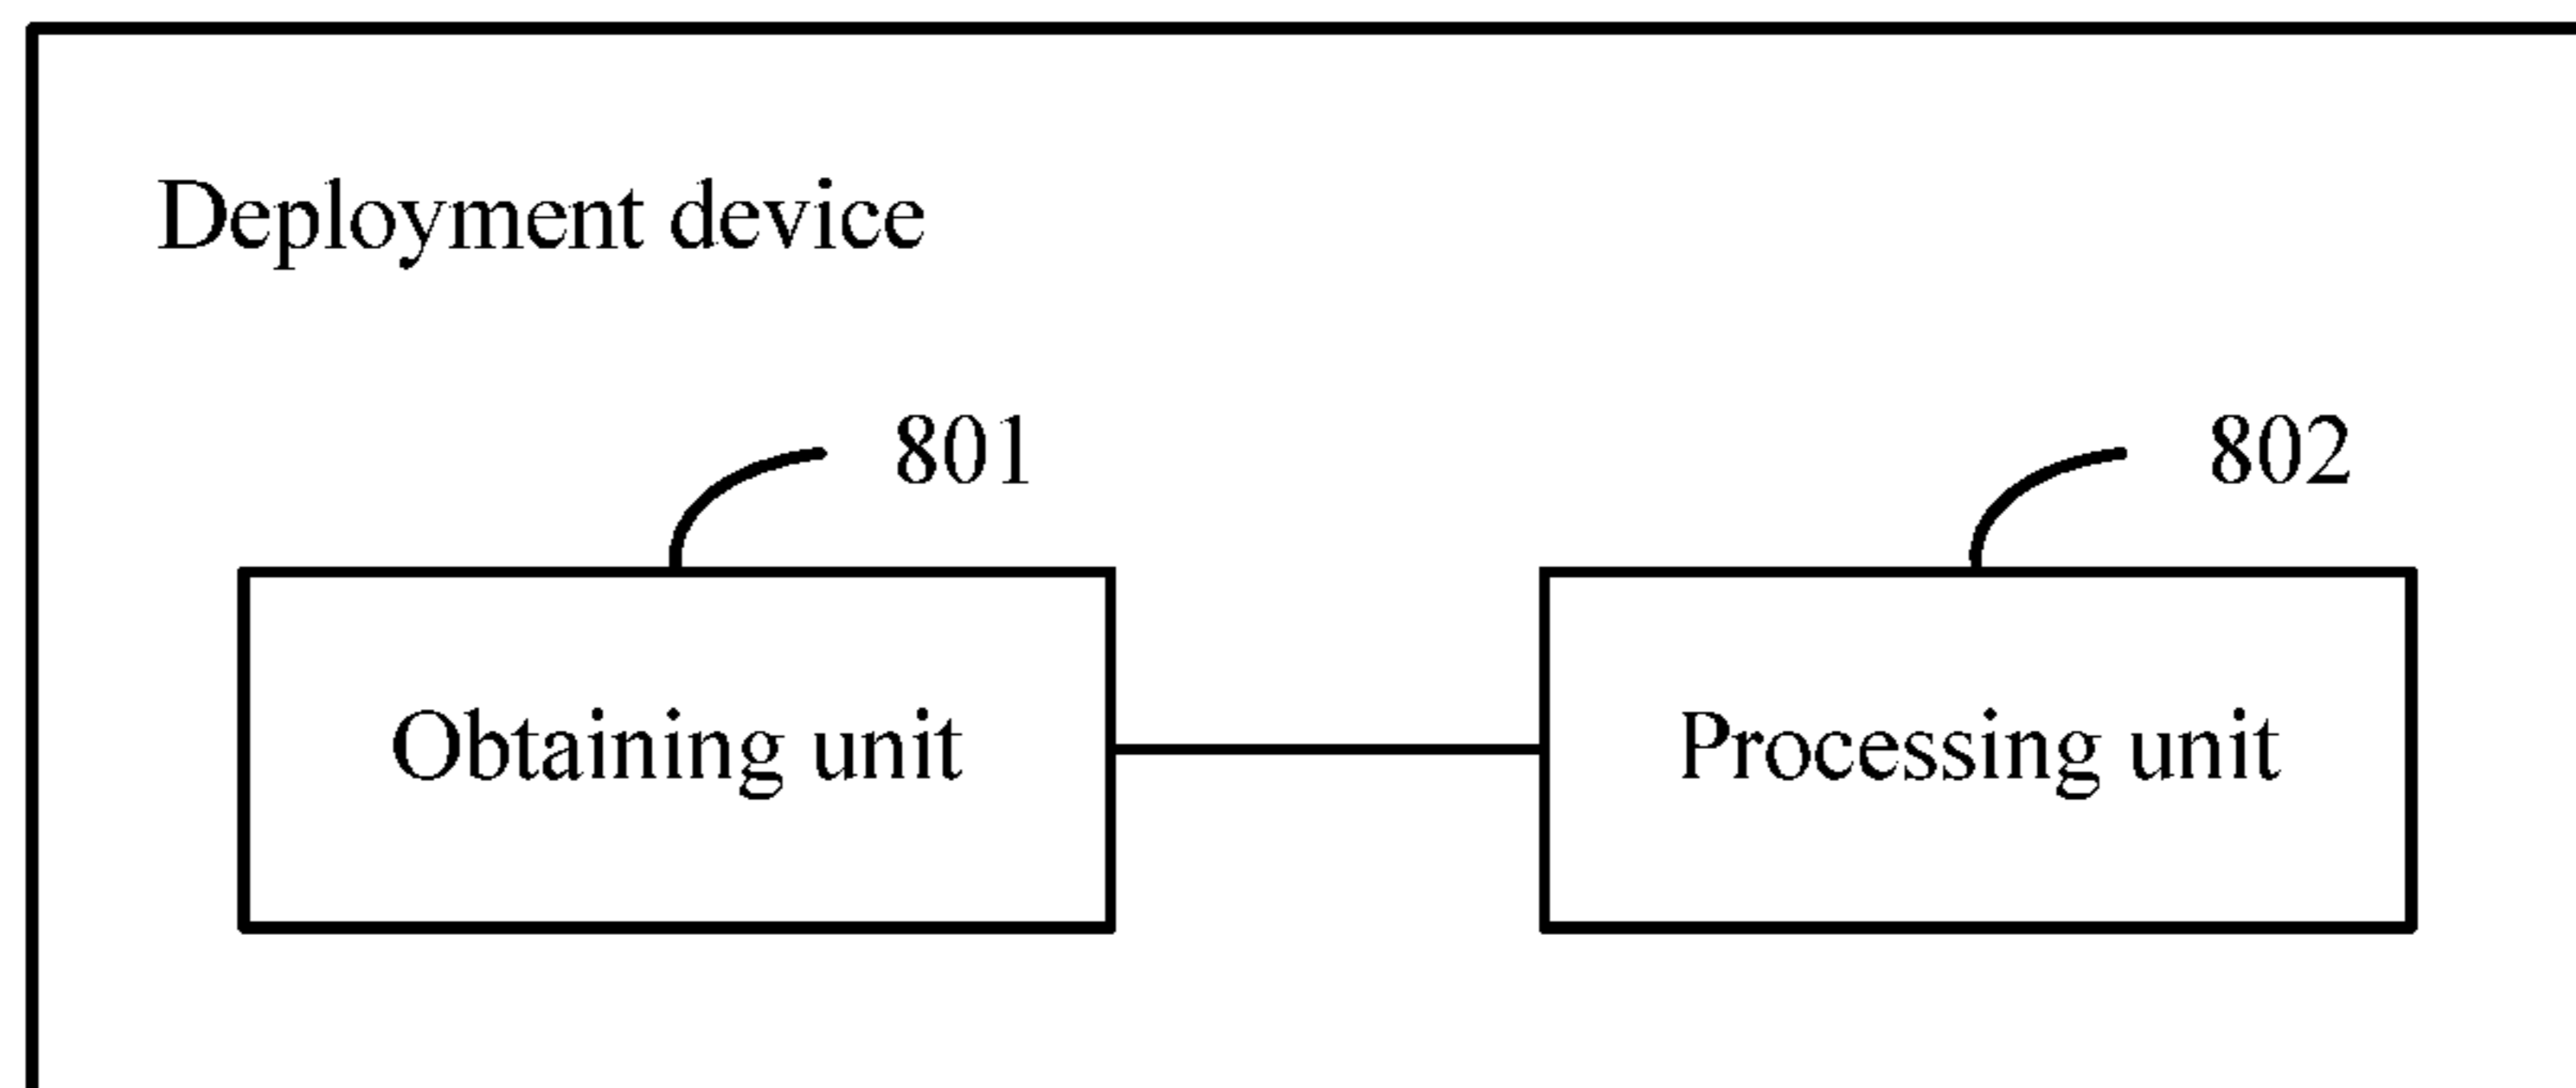 Deployment device
801
802
Obtaining unit
Processing unit